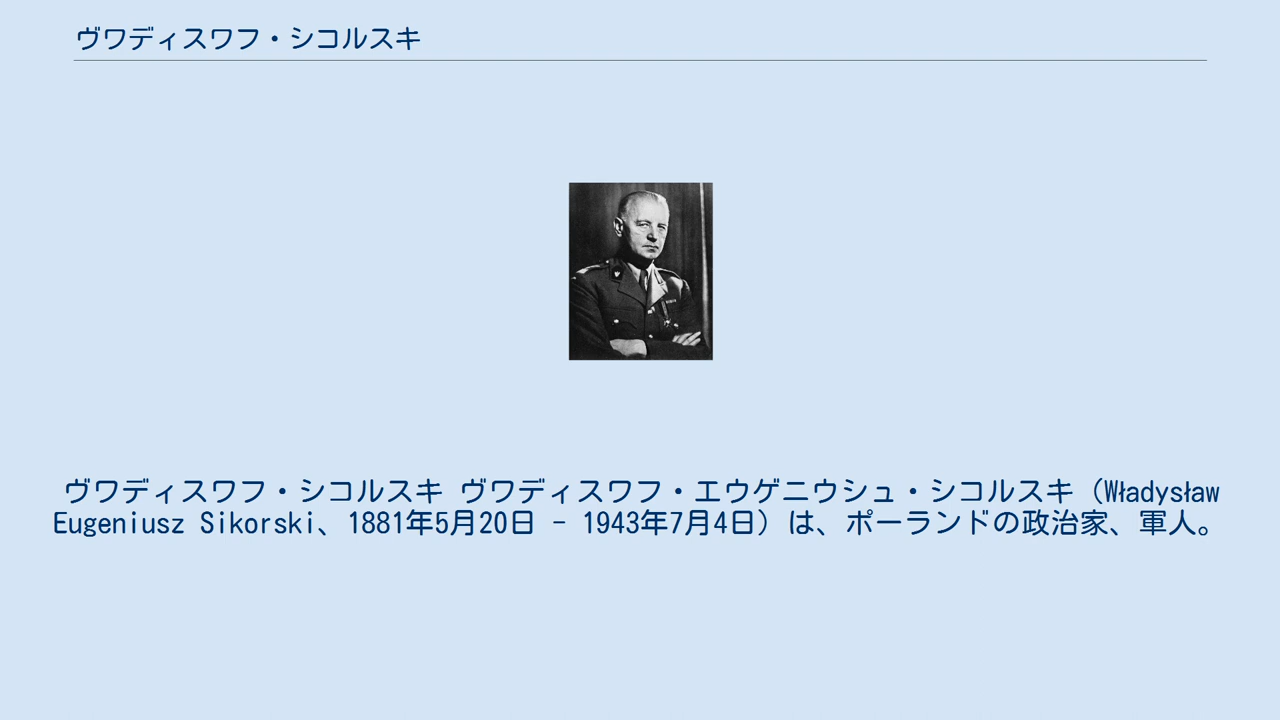 ヴワディスワフ・シコルスキ
ヴワディスワフ・シコルスキ ヴワディスワフ・エウゲニウシュ・シコルスキ（Władysław
Eugeniusz Sikorski、1881年5月20日 - 1943年7月4日）は、ポーランドの政治家、軍人。